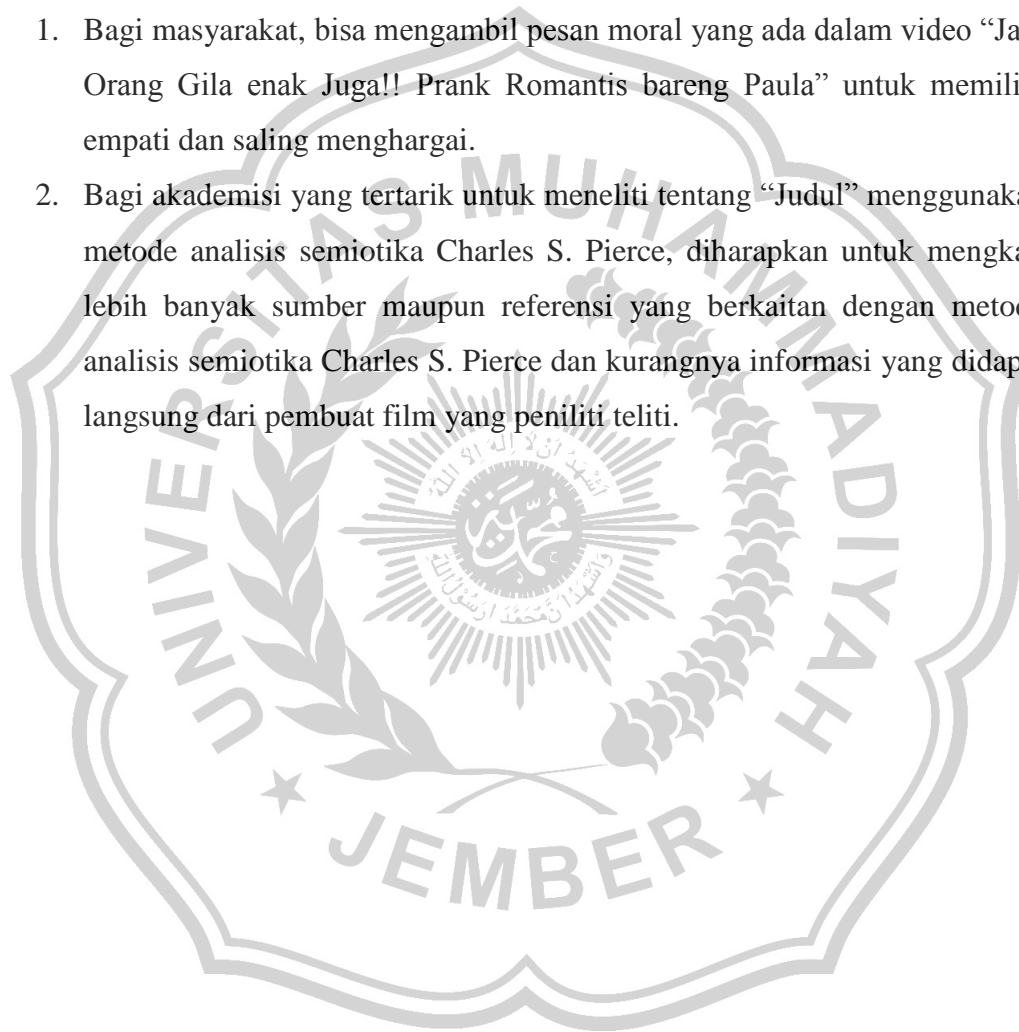 1. Bagi masyarakat, bisa mengambil pesan moral yang ada dalam video “Ja
Orang Gila enak Juga!! Prank Romantis bareng Paula” untuk memili
empati dan saling menghargai.
2. Bagi akademisi yang tertarik untuk meneliti tentang “Judul” menggunaka
metode analisis semiotika Charles S. Pierce, diharapkan untuk mengka
lebih banyak sumber maupun referensi yang berkaitan dengan metod
analisis semiotika Charles S. Pierce dan kurangnya informasi yang didap
langsung dari pembuat film yang peniliti teliti.
UNIVERSITAS MUHAMMADIYAH
JEMBER